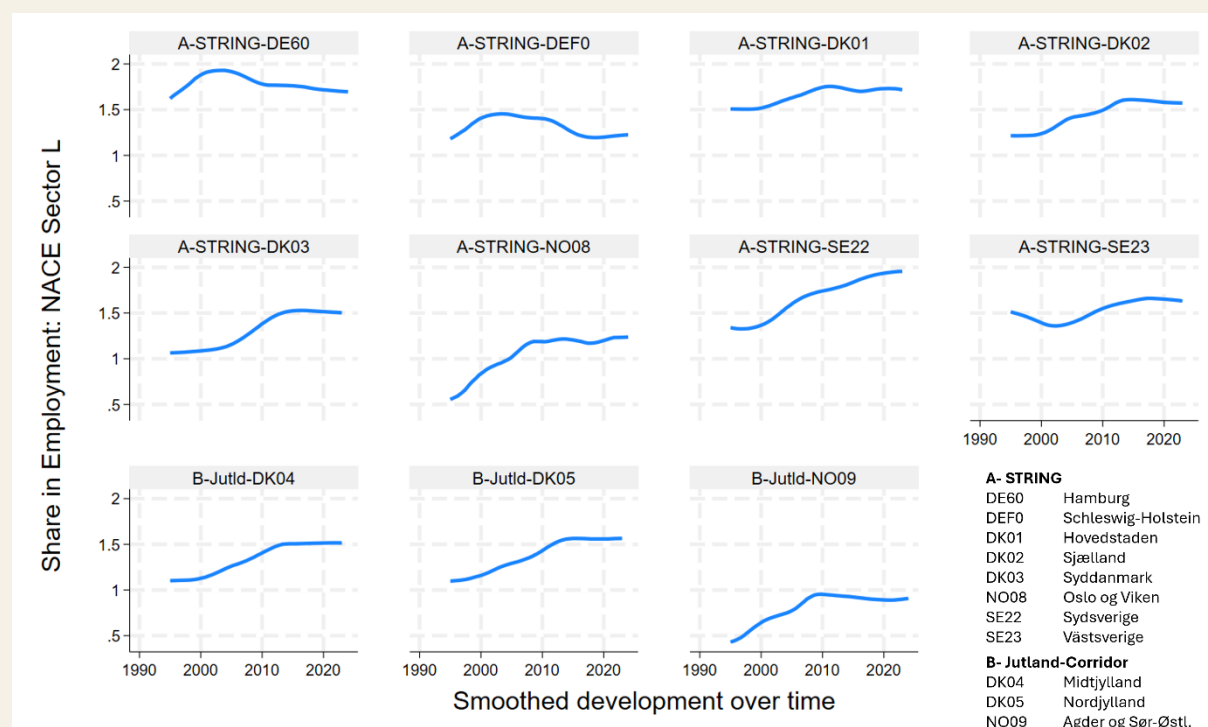 Share in Employment: NACE Sector L
A-STRING-DE60
A-STRING-DEF0
A-STRING-DK01
A-STRING-DK02
2
1.5
1
.5
A-STRING-DK03
A-STRING-NO08
A-STRING-SE22
A-STRING-SE23
2
1.5
1
.5
1990 2000 2010 2020
B-Jutld-DK04
B-Jutld-DK05
B-Jutld-NO09
2
1.5
1
.5
1990 2000 2010 2020
1990 2000 2010 2020
1990 2000 2010 2020
Smoothed development over time
A- STRING
DE60 Hamburg
DEF0 Schleswig-Holstein
DK01 Hovedstaden
DK02 Sjælland
DK03 Syddanmark
NO08 Oslo og Viken
SE22 Sydsverige
SE23 Västsverige
B- Jutland-Corridor
DK04 Midtjylland
DK05 Nordjylland
NO09 Agder og Sør-Østl.